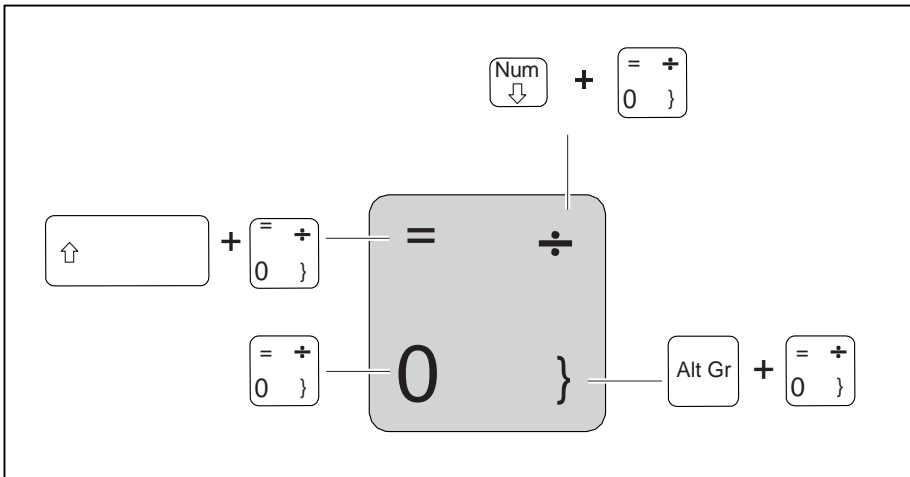 Num
⇩ + = ÷
0 }
⇧ + = ÷
0 }
= ÷
0 }
= ÷
0 }
Alt Gr + = ÷
0 }